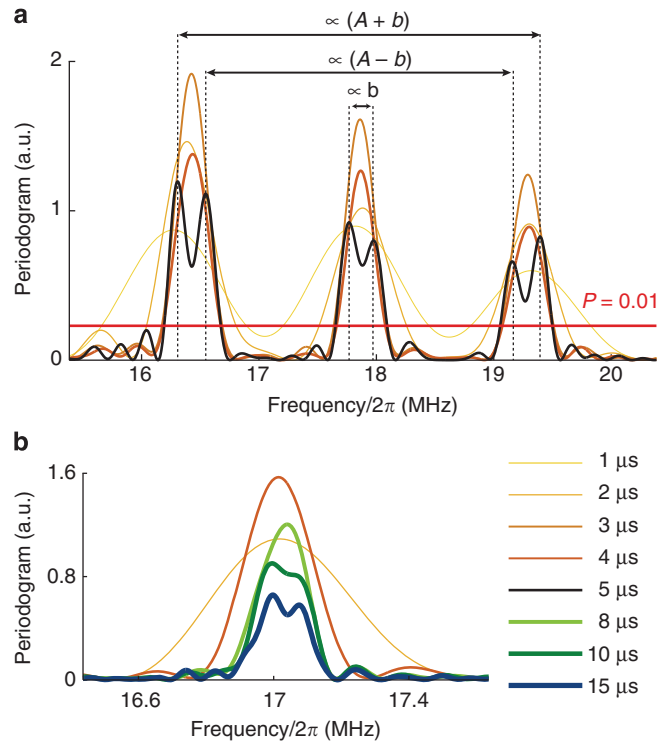 a
∝ (A + b)
∝ (A – b)
∝ b
2
1
0
Periodogram (a.u.)
P = 0.01
16 17 18 19 20
Frequency/2π (MHz)
b
1.6
0.8
0
Periodogram (a.u.)
16.6 17 17.4
Frequency/2π (MHz)
1 μs
2 μs
3 μs
4 μs
5 μs
8 μs
10 μs
15 μs